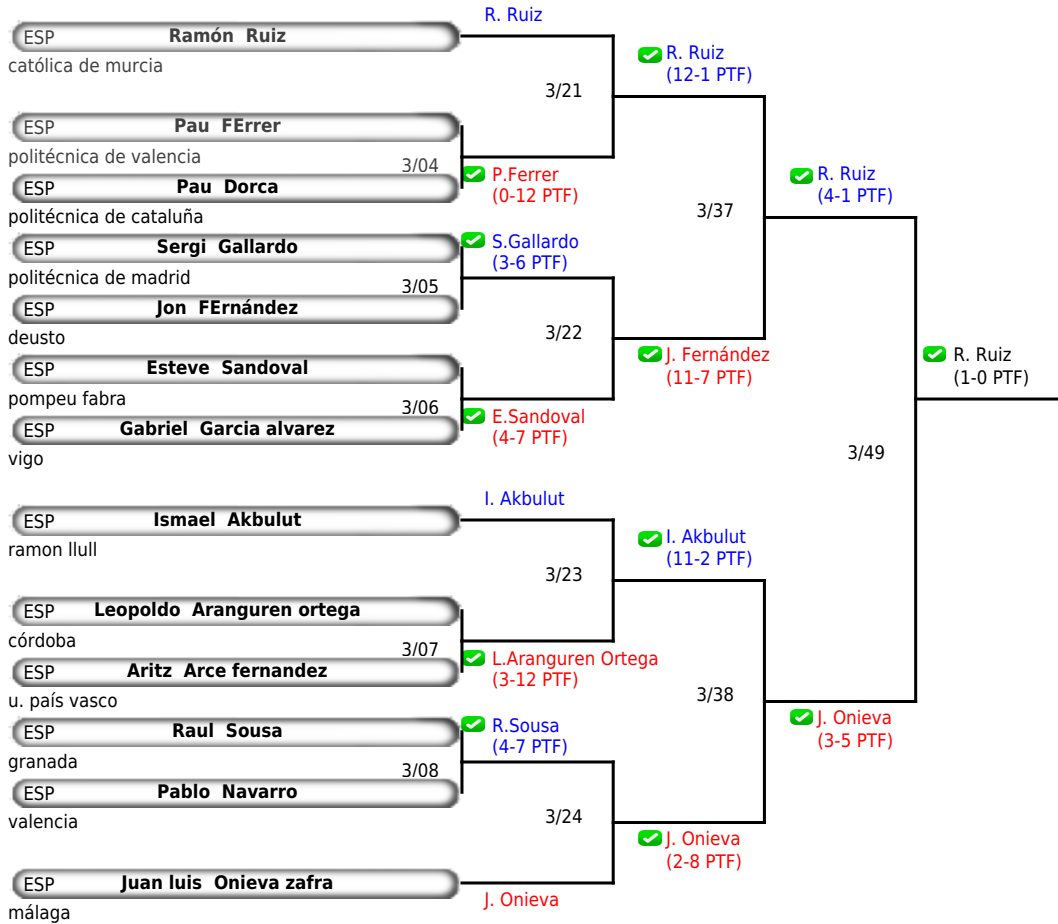 R. Ruiz
ESP Ramón Ruiz
católica de murcia
R. Ruiz
(12-1 PTF)
3/21
ESP Pau FErrer
politécnica de valencia
3/04
P.Ferrer
(0-12 PTF)
ESP Pau Dorca
politécnica de cataluña
R. Ruiz
(4-1 PTF)
3/37
ESP Sergi Gallardo
politécnica de madrid
S.Gallardo
(3-6 PTF)
3/05
ESP Jon FErnández
deusto
3/22
J. Fernández
(11-7 PTF)
R. Ruiz
(1-0 PTF)
ESP Esteve Sandoval
pompeu fabra
3/06
E.Sandoval
(4-7 PTF)
ESP Gabriel Garcia alvarez
vigo
3/49
I. Akbulut
ESP Ismael Akbulut
ramon llull
I. Akbulut
(11-2 PTF)
3/23
ESP Leopoldo Aranguren ortega
córdoba
3/07
L.Aranguren Ortega
(3-12 PTF)
ESP Aritz Arce fernandez
u. país vasco
3/38
J. Onieva
(3-5 PTF)
ESP Raul Sousa
granada
R.Sousa
(4-7 PTF)
3/08
ESP Pablo Navarro
valencia
3/24
J. Onieva
(2-8 PTF)
ESP Juan luis Onieva zafra
málaga
J. Onieva